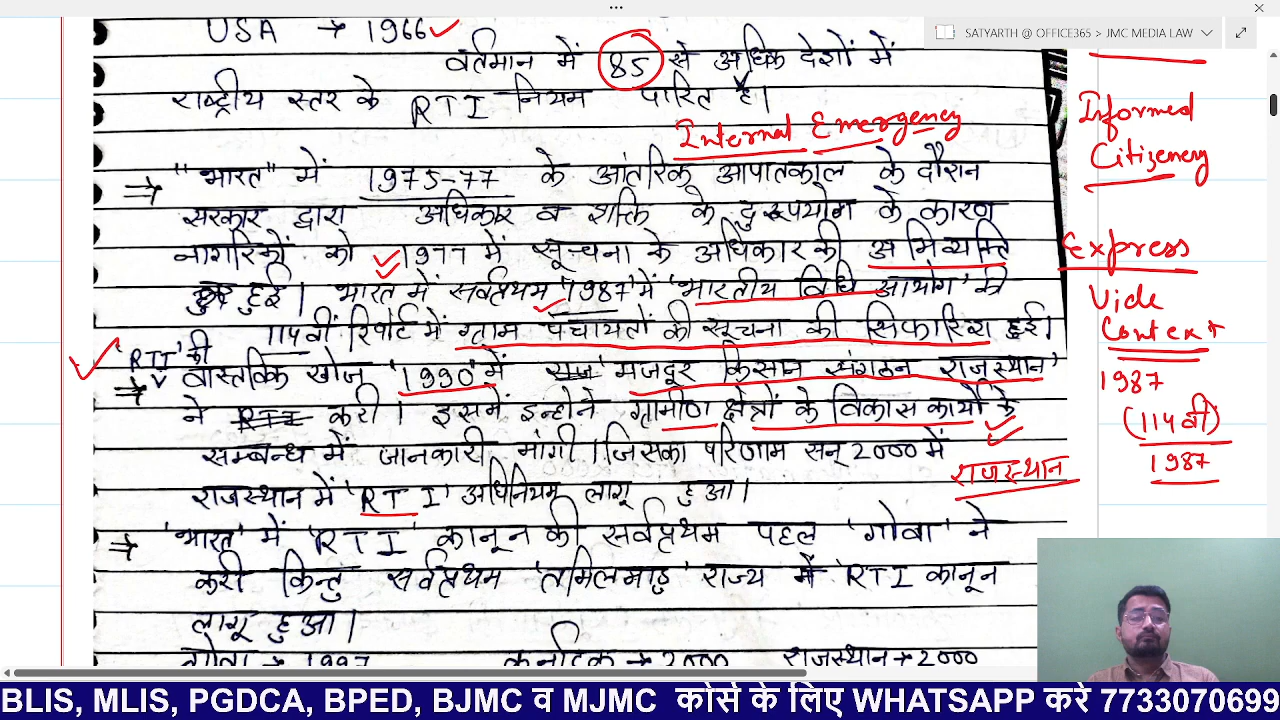 SATYARTH @ OFFICE365 > JMC MEDIA LAW
USA → 1966
वर्तमान में 85 से अधिक देशों में
राष्ट्रीय स्तर के RTI नियम पारित है।
Internal Emergency
⇒ "भारत" में 1975-77 के आंतरिक आपातकाल के दौरान
सरकार द्वारा अधिकार व शक्ति के दुरूपयोग के कारण
नागरिकों को 1977 में सूचना के अधिकार की अभिव्यक्ति
हुई। भारत में सर्वप्रथम '1987' में 'भारतीय विधि आयोग' की
114वीं रिपोर्ट में ग्राम पंचायतों की सूचना की सिफारिश हुई।
'RTI' की
⇒ वास्तविक खोज '1990' में 'मजदूर किसान संगठन राजस्थान'
ने करी। इसमें इन्होने ग्रामीण क्षेत्रों के विकास कार्यों के
सम्बन्ध में जानकारी मांगी। जिसका परिणाम सन् 2000 में
राजस्थान में 'RTI' अधिनियम लागू हुआ।
राजस्थान
⇒ 'भारत' में 'RTI' कानून की सर्वप्रथम पहल 'गोवा' ने
करी किन्तु सर्वप्रथम 'तमिलनाडु' राज्य में 'RTI कानून
लागू हुआ।
गोवा → 1997 कर्नाटक → 2000 राजस्थान → 2000
Informed
Citizenry
Express
Vide
Context
1987
(114वी)
1987
BLIS, MLIS, PGDCA, BPED, BJMC व MJMC कोर्स के लिए WHATSAPP करे 7733070699